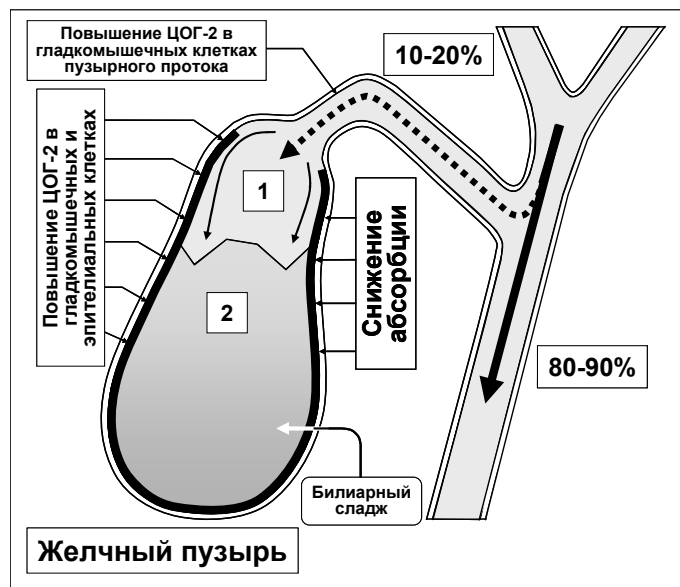 Повышение ЦОГ-2 в
гладкомышечных клетках
пузырного протока
10-20%
Повышение ЦОГ-2 в
гладкомышечных и
эпителиальных клетках
1
2
Снижение
абсорбции
80-90%
Билиарный
сладж
Желчный пузырь